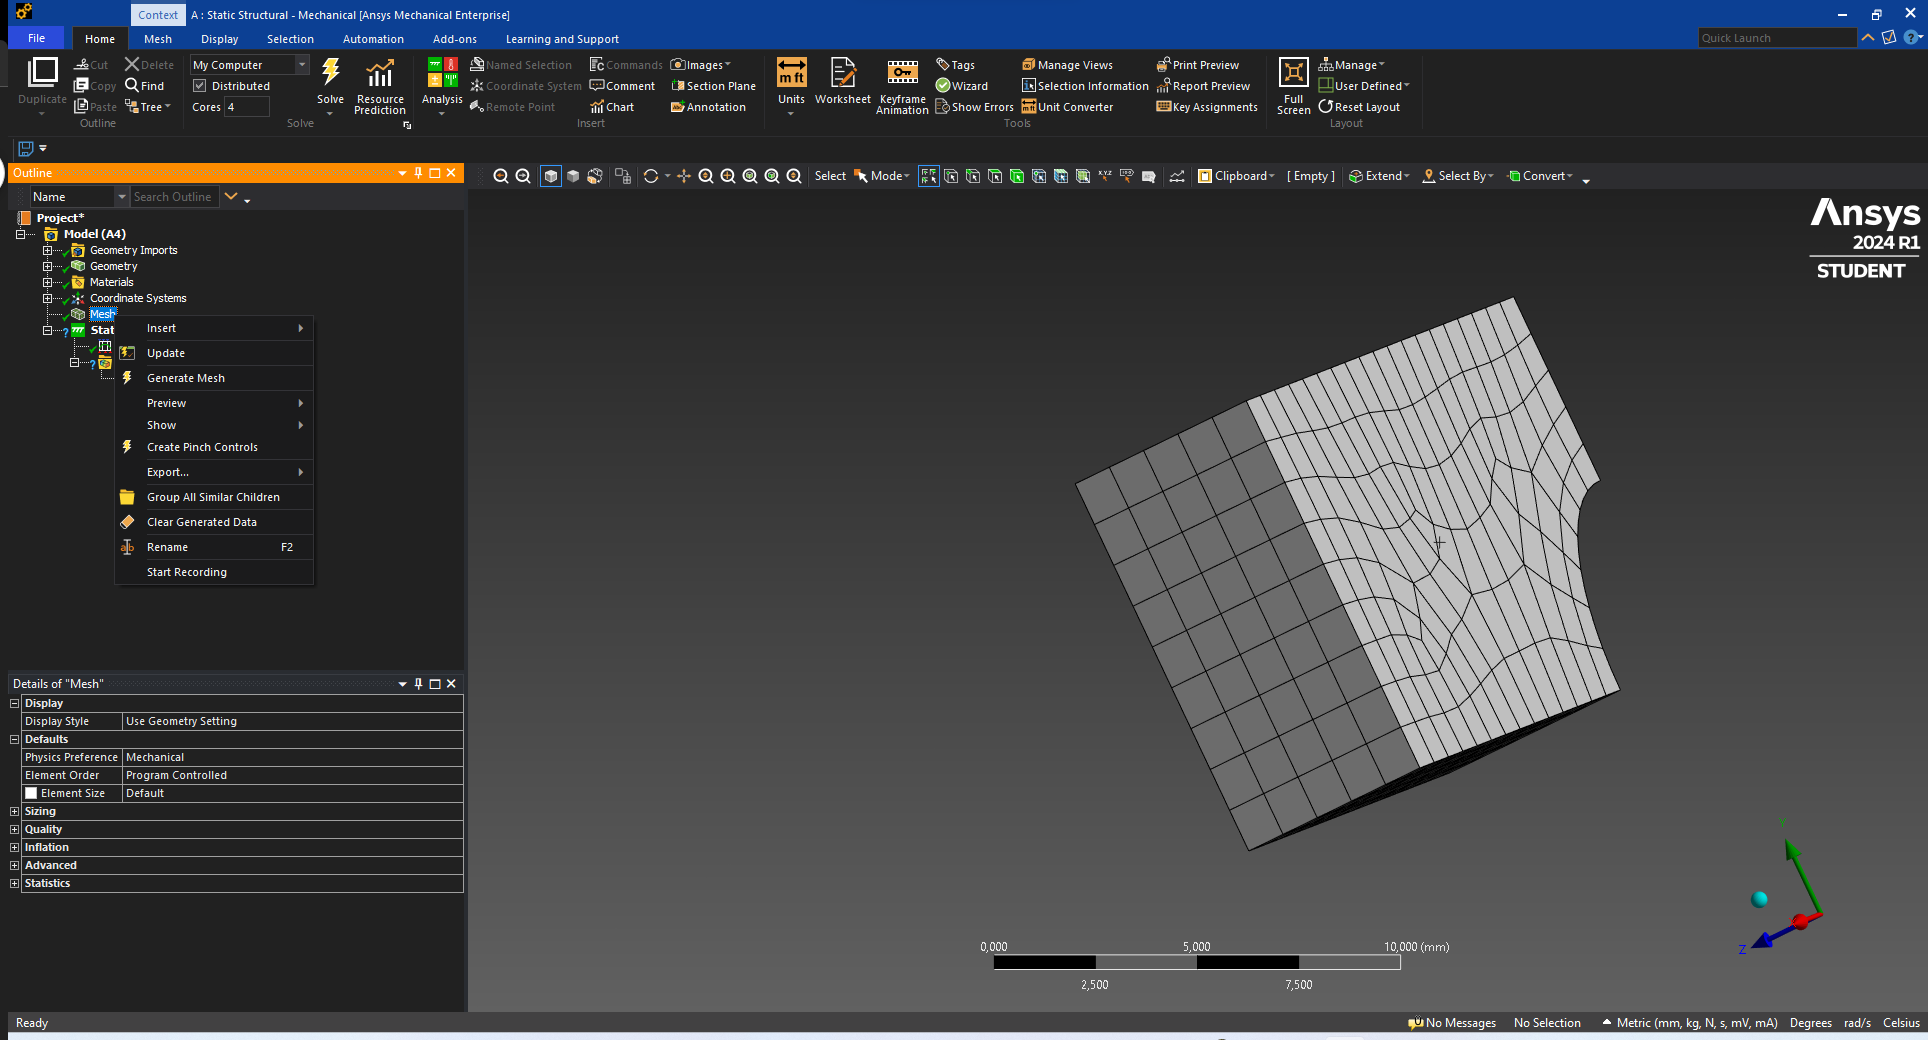 Context A : Static Structural - Mechanical [Ansys Mechanical Enterprise]
File Home Mesh Display Selection Automation Add-ons Learning and Support Quick Launch
Duplicate
Cut
Copy
Paste
Delete
Find
Tree
Outline
My Computer
Distributed
Cores 4
Solve
Resource
Prediction
Solve
Analysis
Named Selection
Coordinate System
Remote Point
Commands
Comment
Chart
Images
Section Plane
Annotation
Insert
m ft
Units
Worksheet
Keyframe
Animation
Tags
Wizard
Show Errors
Manage Views
Selection Information
Unit Converter
Print Preview
Report Preview
Key Assignments
Tools
Full
Screen
Manage
User Defined
Reset Layout
Layout
Outline
Name Search Outline
Select Mode Clipboard [ Empty ] Extend Select By Convert
Project*
Model (A4)
Geometry Imports
Geometry
Materials
Coordinate Systems
Mesh
Stat
Insert
Update
Generate Mesh
Preview
Show
Create Pinch Controls
Export...
Group All Similar Children
Clear Generated Data
Rename F2
Start Recording
Ansys
2024 R1
STUDENT
Details of "Mesh"
Display
Display Style Use Geometry Setting
Defaults
Physics Preference Mechanical
Element Order Program Controlled
Element Size Default
Sizing
Quality
Inflation
Advanced
Statistics
Y
Z
0,000 5,000 10,000 (mm)
2,500 7,500
Ready No Messages No Selection Metric (mm, kg, N, s, mV, mA) Degrees rad/s Celsius